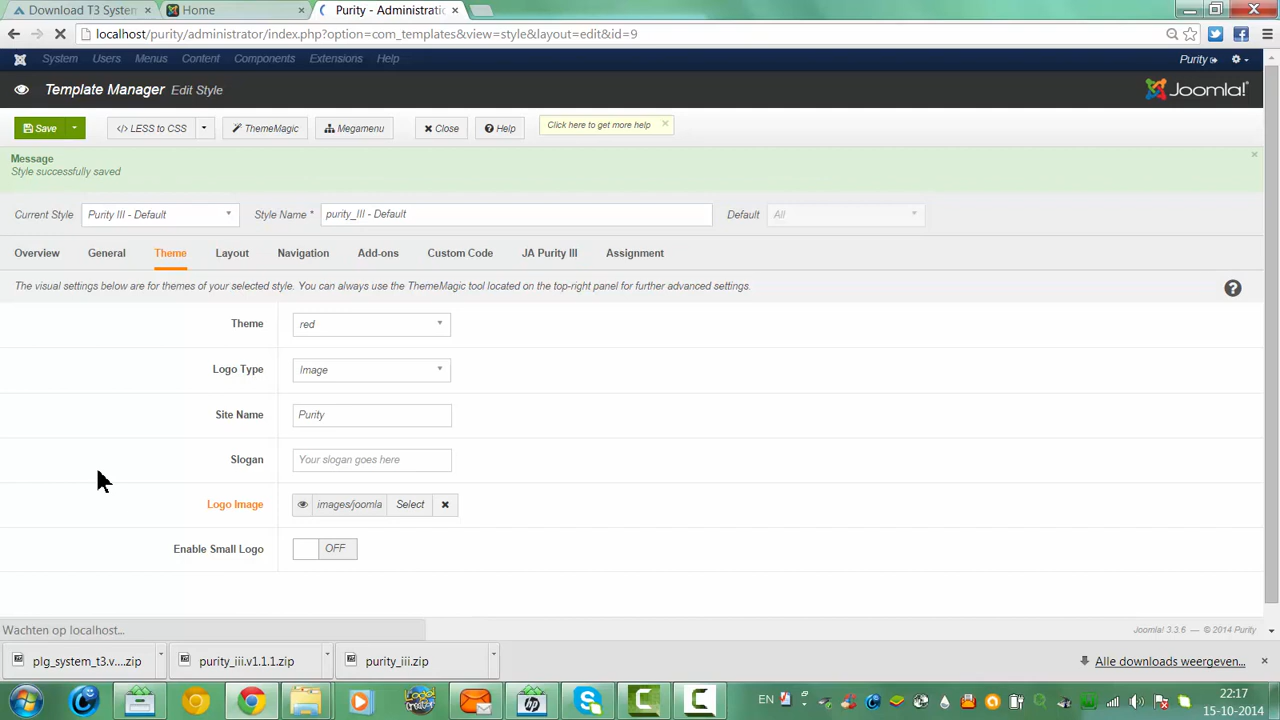 Download T3 System
Home
Purity - Administratic
localhost/purity/administrator/index.php?option=com_templates&view=style&layout=edit&id=9
System Users Menus Content Components Extensions Help
Purity
Template Manager Edit Style
Joomla!
Save
LESS to CSS
ThemeMagic
Megamenu
Close
Help
Click here to get more help
Message
Style successfully saved
Current Style
Purity III - Default
Style Name *
purity_III - Default
Default
All
Overview General Theme Layout Navigation Add-ons Custom Code JA Purity III Assignment
The visual settings below are for themes of your selected style. You can always use the ThemeMagic tool located on the top-right panel for further advanced settings.
Theme red
Logo Type Image
Site Name Purity
Slogan Your slogan goes here
Logo Image images/joomla Select
Enable Small Logo OFF
Wachten op localhost...
Joomla! 3.3.6 — © 2014 Purity
plg_system_t3.v....zip
purity_iii.v1.1.1.zip
purity_iii.zip
Alle downloads weergeven...
EN
22:17
15-10-2014